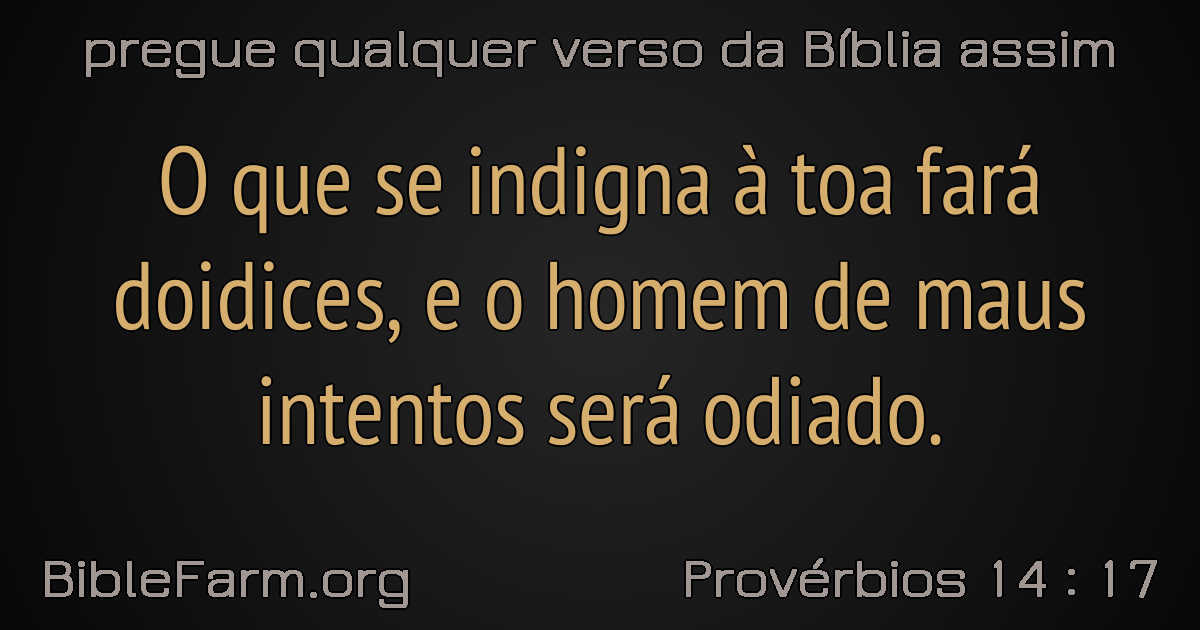 pregue qualquer verso da Bíblia assim
O que se indigna à toa fará
doidices, e o homem de maus
intentos será odiado.
BibleFarm.org
Provérbios 14 : 17